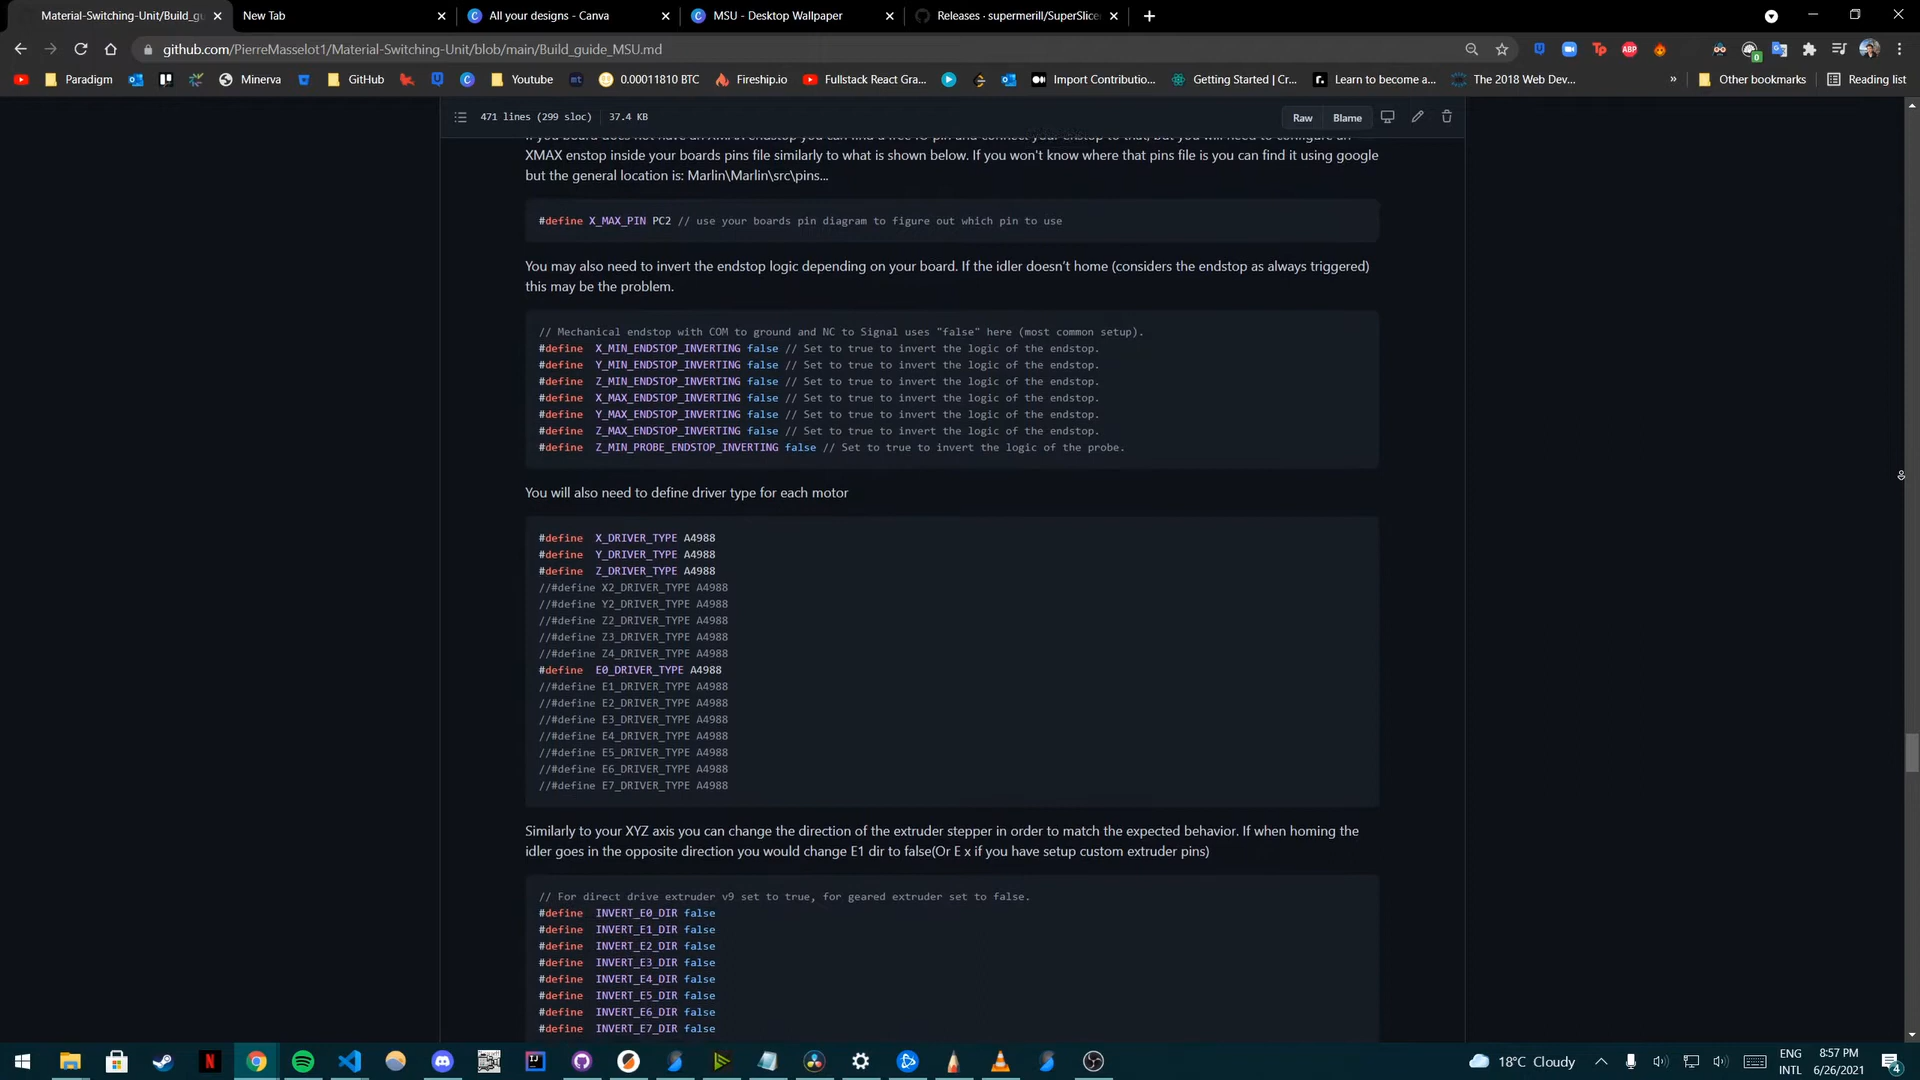 Material-Switching-Unit/Build_gu
New Tab
All your designs - Canva
MSU - Desktop Wallpaper
Releases · supermerill/SuperSlice
github.com/PierreMasselot1/Material-Switching-Unit/blob/main/Build_guide_MSU.md
Paradigm
Minerva
GitHub
Youtube
0.00011810 BTC
Fireship.io
Fullstack React Gra...
Import Contributio...
Getting Started | Cr...
Learn to become a...
The 2018 Web Dev...
»
Other bookmarks
Reading list
471 lines (299 sloc)
37.4 KB
Raw
Blame
XMAX enstop inside your boards pins file similarly to what is shown below. If you won't know where that pins file is you can find it using google
but the general location is: Marlin\Marlin\src\pins...
#define X_MAX_PIN PC2 // use your boards pin diagram to figure out which pin to use
You may also need to invert the endstop logic depending on your board. If the idler doesn’t home (considers the endstop as always triggered)
this may be the problem.
// Mechanical endstop with COM to ground and NC to Signal uses "false" here (most common setup).
#define X_MIN_ENDSTOP_INVERTING false // Set to true to invert the logic of the endstop.
#define Y_MIN_ENDSTOP_INVERTING false // Set to true to invert the logic of the endstop.
#define Z_MIN_ENDSTOP_INVERTING false // Set to true to invert the logic of the endstop.
#define X_MAX_ENDSTOP_INVERTING false // Set to true to invert the logic of the endstop.
#define Y_MAX_ENDSTOP_INVERTING false // Set to true to invert the logic of the endstop.
#define Z_MAX_ENDSTOP_INVERTING false // Set to true to invert the logic of the endstop.
#define Z_MIN_PROBE_ENDSTOP_INVERTING false // Set to true to invert the logic of the probe.
You will also need to define driver type for each motor
#define X_DRIVER_TYPE A4988
#define Y_DRIVER_TYPE A4988
#define Z_DRIVER_TYPE A4988
//#define X2_DRIVER_TYPE A4988
//#define Y2_DRIVER_TYPE A4988
//#define Z2_DRIVER_TYPE A4988
//#define Z3_DRIVER_TYPE A4988
//#define Z4_DRIVER_TYPE A4988
#define E0_DRIVER_TYPE A4988
//#define E1_DRIVER_TYPE A4988
//#define E2_DRIVER_TYPE A4988
//#define E3_DRIVER_TYPE A4988
//#define E4_DRIVER_TYPE A4988
//#define E5_DRIVER_TYPE A4988
//#define E6_DRIVER_TYPE A4988
//#define E7_DRIVER_TYPE A4988
Similarly to your XYZ axis you can change the direction of the extruder stepper in order to match the expected behavior. If when homing the
idler goes in the opposite direction you would change E1 dir to false(Or E x if you have setup custom extruder pins)
// For direct drive extruder v9 set to true, for geared extruder set to false.
#define INVERT_E0_DIR false
#define INVERT_E1_DIR false
#define INVERT_E2_DIR false
#define INVERT_E3_DIR false
#define INVERT_E4_DIR false
#define INVERT_E5_DIR false
#define INVERT_E6_DIR false
#define INVERT_E7_DIR false
18°C Cloudy
ENG
INTL
8:57 PM
6/26/2021
4